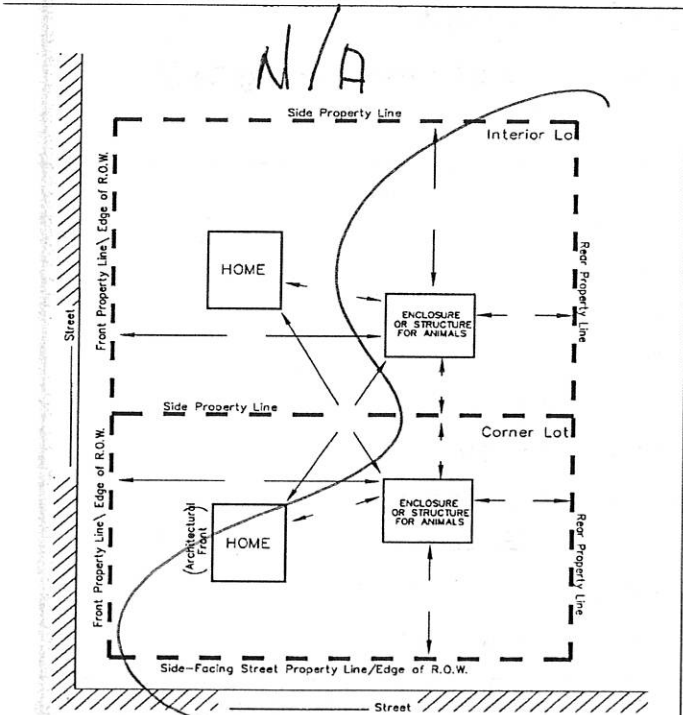 N/A
Side Property Line
Interior Lo
Front Property Line\ Edge of R.O.W.
Street
HOME
ENCLOSURE
OR STRUCTURE
FOR ANIMALS
Rear Property Line
Side Property Line
Corner Lot
Front Property Line\ Edge of R.O.W.
(Architectural
Front)
HOME
ENCLOSURE
OR STRUCTURE
FOR ANIMALS
Rear Property Line
Side-Facing Street Property Line/Edge of R.O.W.
Street